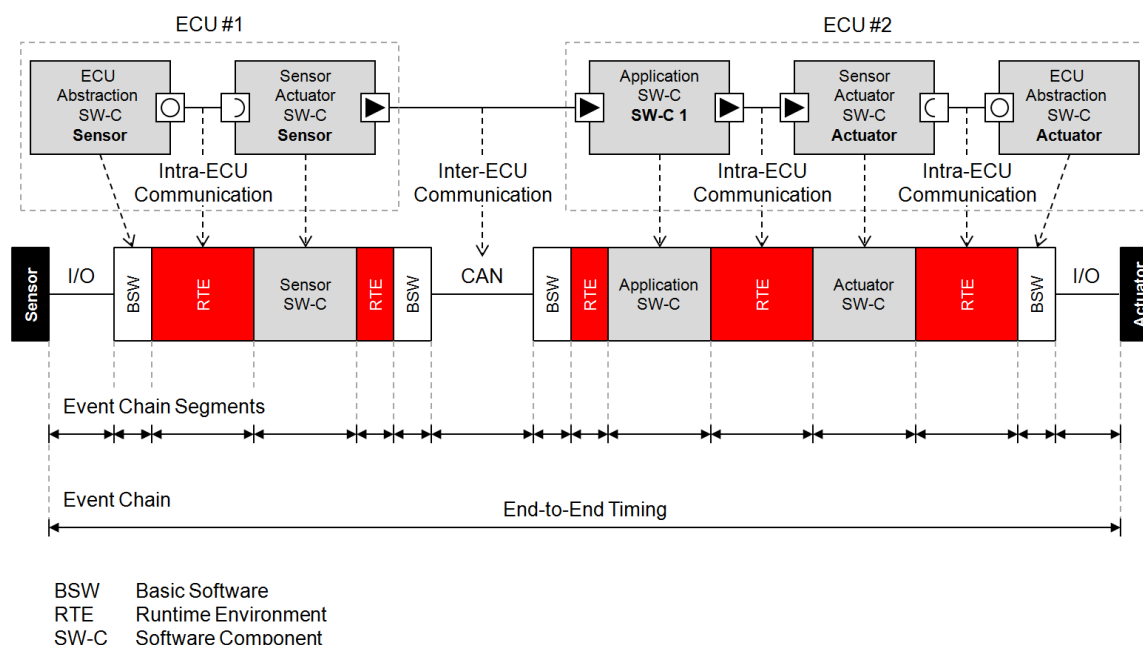 ECU #1
ECU #2
ECU
Abstraction
SW-C
Sensor
Sensor
Actuator
SW-C
Sensor
Application
SW-C
SW-C 1
Sensor
Actuator
SW-C
Actuator
ECU
Abstraction
SW-C
Actuator
Intra-ECU
Communication
Inter-ECU
Communication
Intra-ECU
Communication
Intra-ECU
Communication
Sensor
I/O
BSW
RTE
Sensor
SW-C
RTE
BSW
CAN
BSW
RTE
Application
SW-C
RTE
Actuator
SW-C
RTE
BSW
I/O
Actuator
Event Chain Segments
Event Chain
End-to-End Timing
BSW Basic Software
RTE Runtime Environment
SW-C Software Component